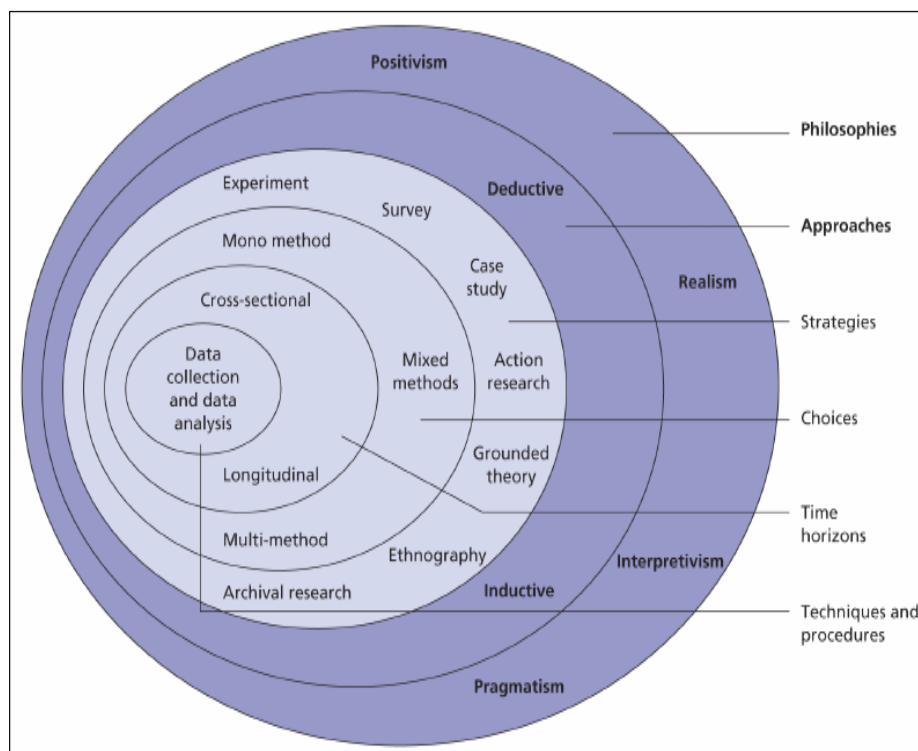 Positivism
Philosophies
Deductive
Experiment
Survey
Approaches
Mono method
Case
study
Realism
Cross-sectional
Strategies
Data
collection
and data
analysis
Mixed
methods
Action
research
Choices
Longitudinal
Grounded
theory
Time
horizons
Multi-method
Ethnography
Interpretivism
Archival research
Inductive
Techniques and
procedures
Pragmatism